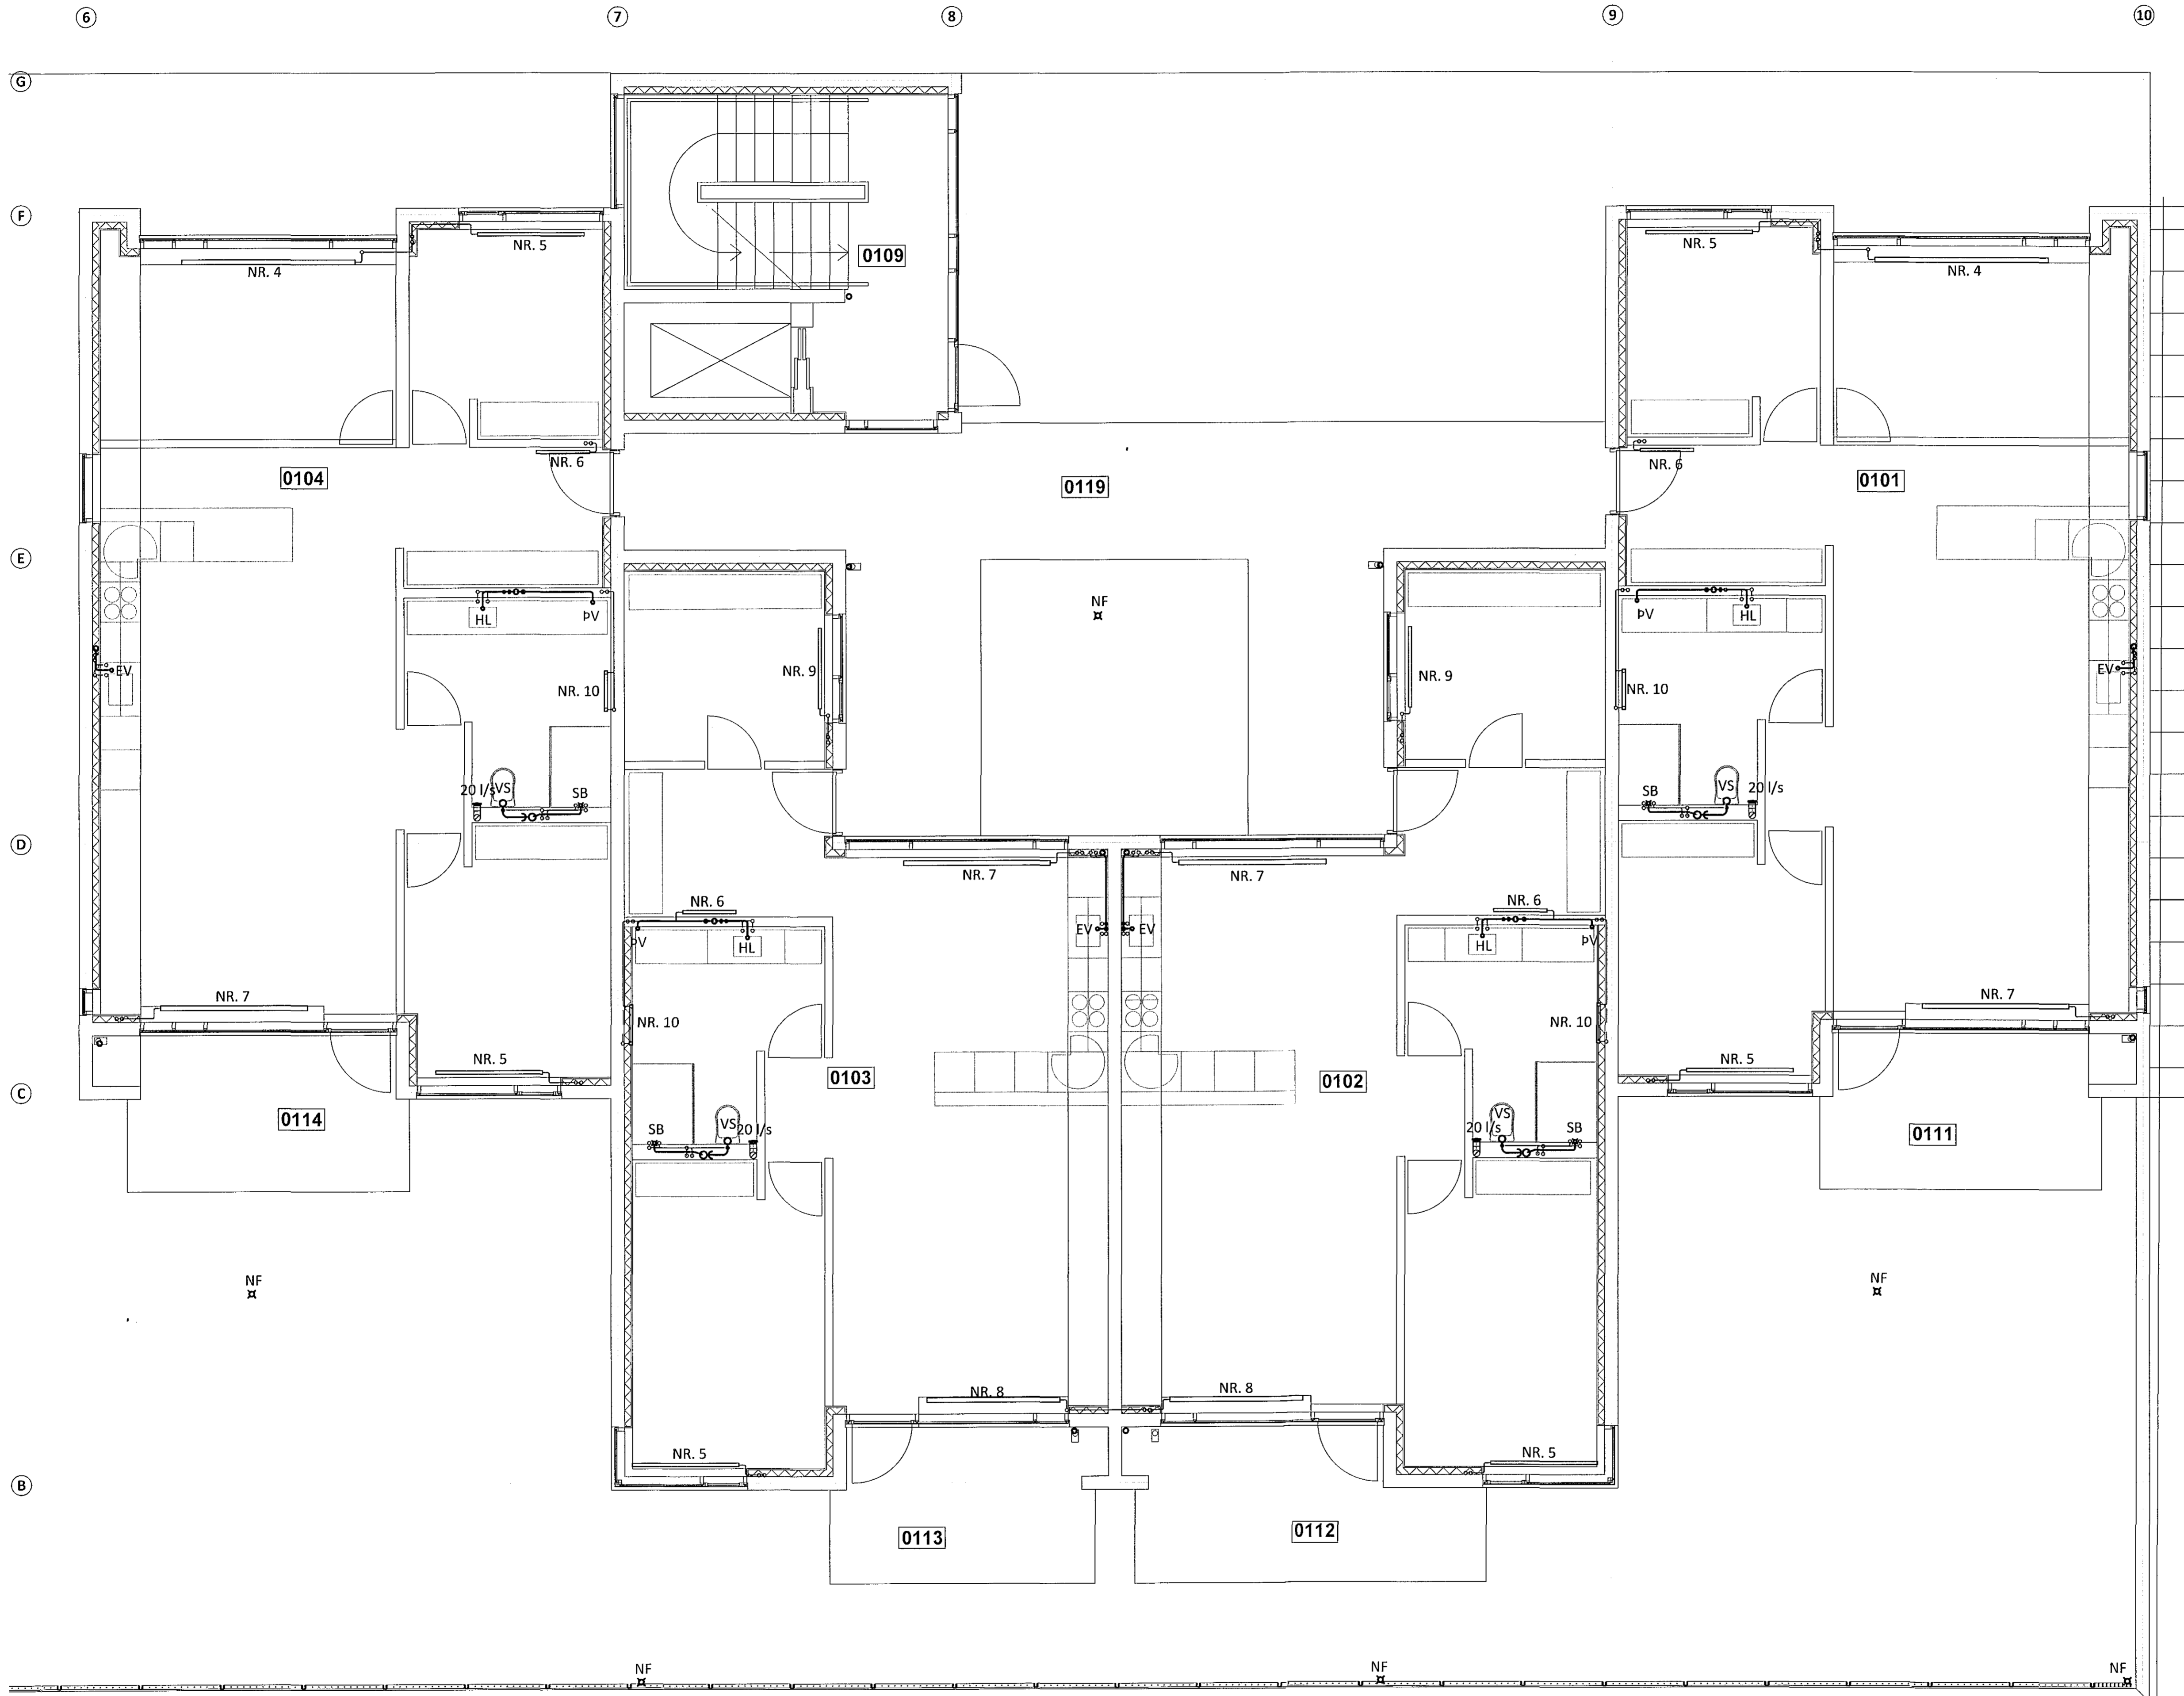 6 7 8 9 10
G
F
NR. 5 NR. 5
NR. 4 0109 NR. 4
NR. 6 NR. 6
0104 0119 0101
E
NF
HL ÞV ÞV HL
EV NR. 9 NR. 9 EV
NR. 10 NR. 10
20 l/s VS SB SB VS 20 l/s
D
NR. 7 NR. 7
NR. 6 NR. 6
ÞV HL EV EV HL ÞV
NR. 7 NR. 7
NR. 10 NR. 10
NR. 5 NR. 5
0103 0102
C
0114 0111
SB VS 20 l/s 20 l/s VS SB
NF NF
NR. 8 NR. 8
NR. 5 NR. 5
B
0113 0112
NF NF NF